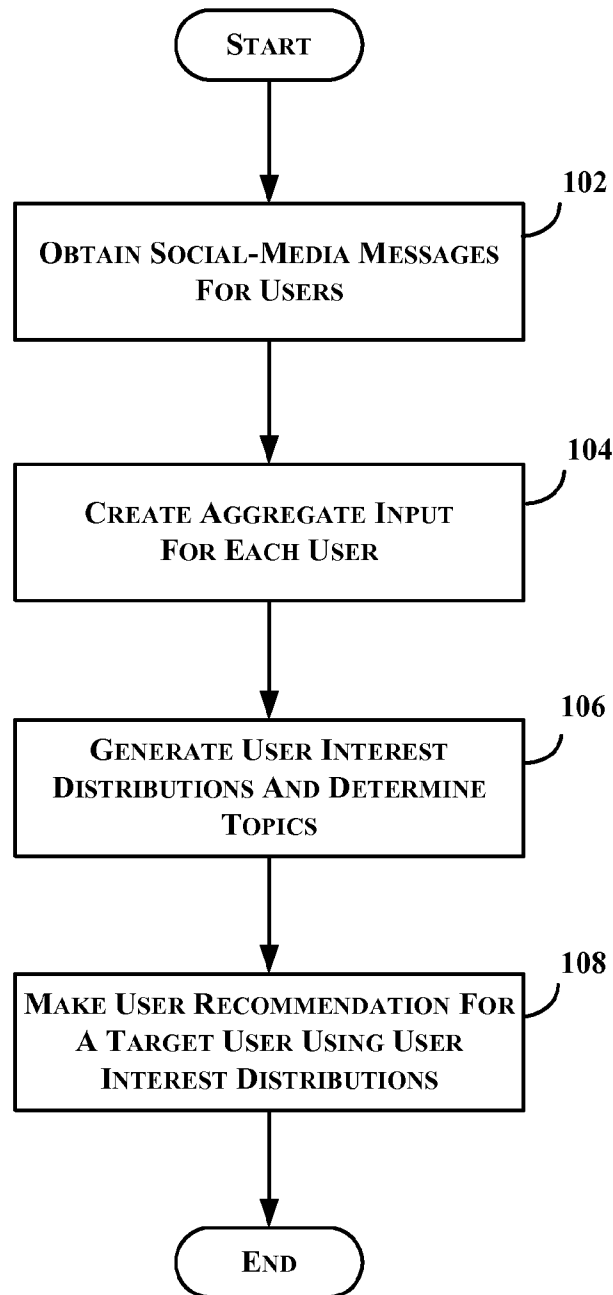 START
102
OBTAIN SOCIAL-MEDIA MESSAGES
FOR USERS
104
CREATE AGGREGATE INPUT
FOR EACH USER
106
GENERATE USER INTEREST
DISTRIBUTIONS AND DETERMINE
TOPICS
108
MAKE USER RECOMMENDATION FOR
A TARGET USER USING USER
INTEREST DISTRIBUTIONS
END